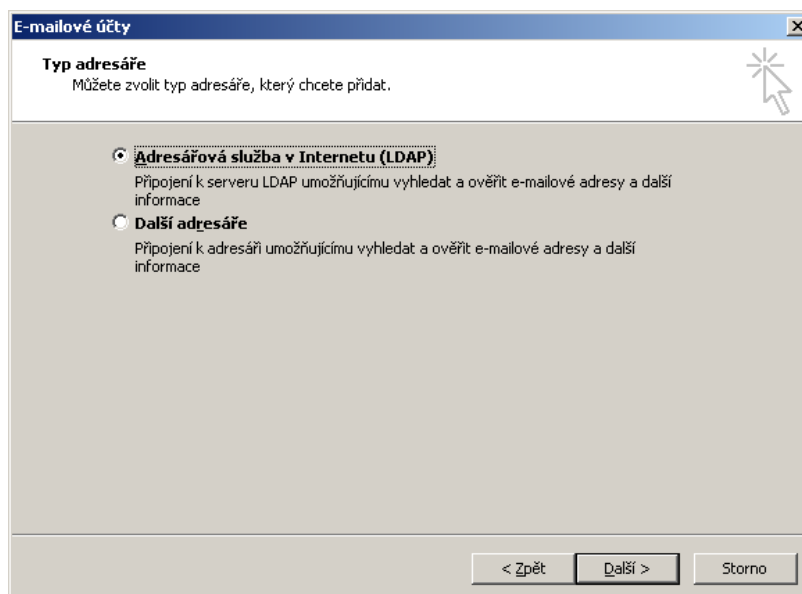 E-mailové účty
Typ adresáře
Můžete zvolit typ adresáře, který chcete přidat.
Adresářová služba v Internetu (LDAP)
Připojení k serveru LDAP umožňujícímu vyhledat a ověřit e-mailové adresy a další
informace
Další adresáře
Připojení k adresáři umožňujícímu vyhledat a ověřit e-mailové adresy a další
informace
< Zpět Další > Storno